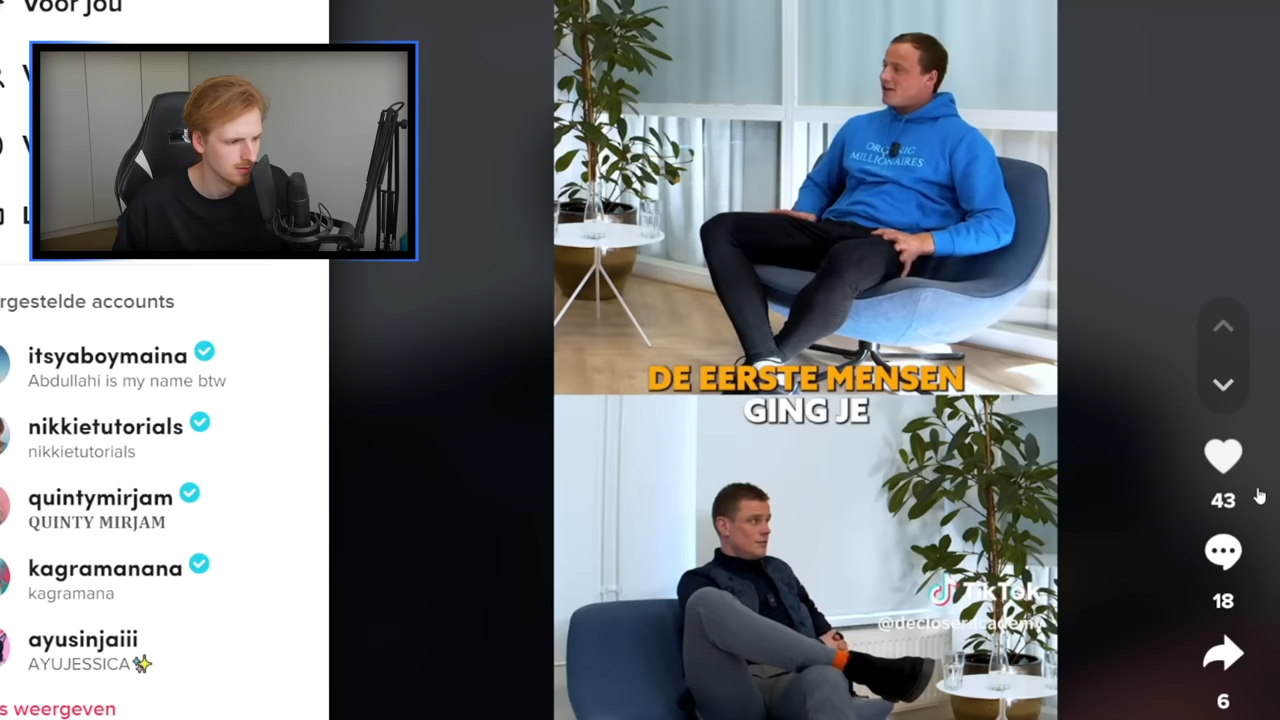 Voor jou
V
V
L
rgestelde accounts
itsyaboymaina
Abdullahi is my name btw
nikkietutorials
nikkietutorials
quintymirjam
QUINTY MIRJAM
kagramanana
kagramana
ayusinjaiii
AYUJESSICA
s weergeven
ORGANIC
MILLIONAIRES
DE EERSTE MENSEN
GING JE
TikTok
@decloseracademy
43
18
6